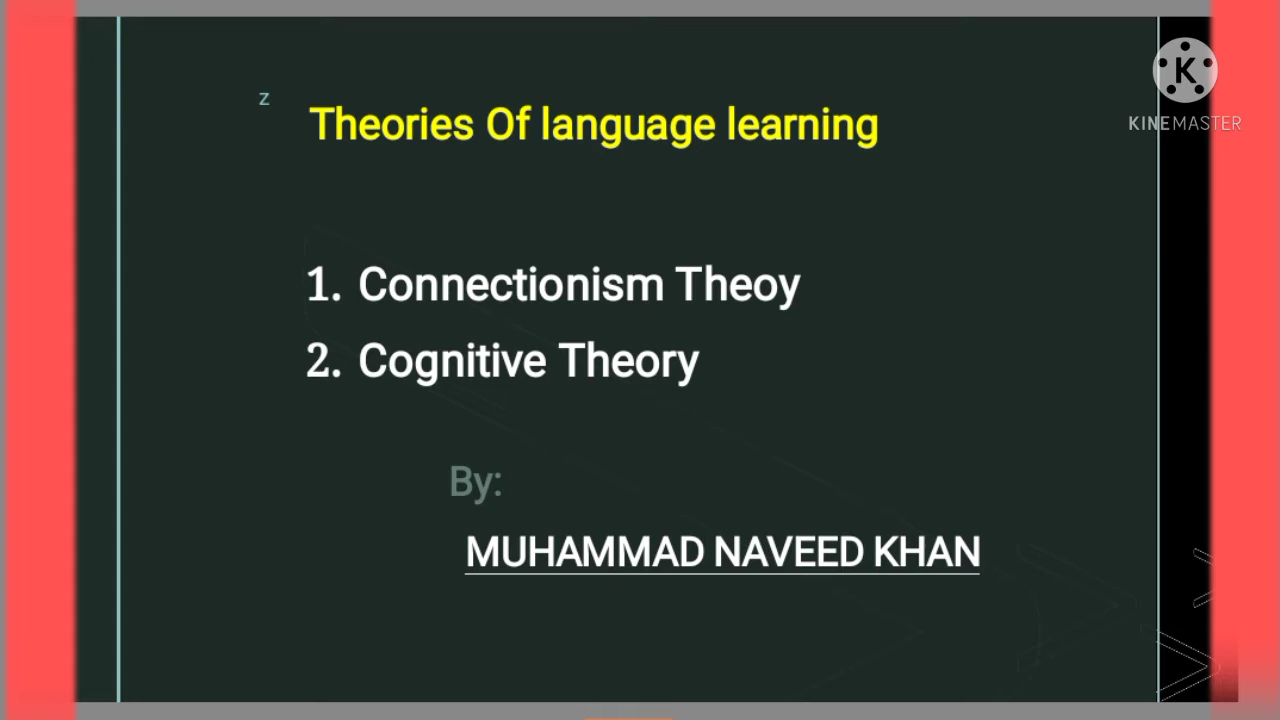 z
Theories Of language learning
K
KINEMASTER
1. Connectionism Theoy
2. Cognitive Theory
By:
MUHAMMAD NAVEED KHAN